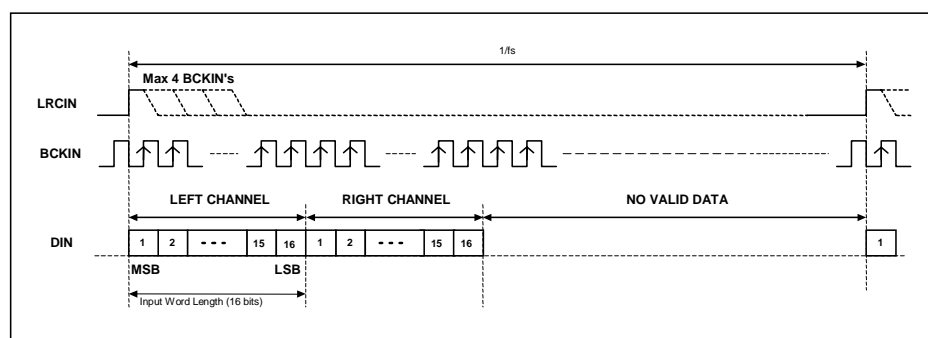 1/fs
Max 4 BCKIN's
LRCIN
BCKIN
LEFT CHANNEL RIGHT CHANNEL NO VALID DATA
DIN 1 2 - - - 15 16 1 2 - - - 15 16 1
MSB LSB
Input Word Length (16 bits)